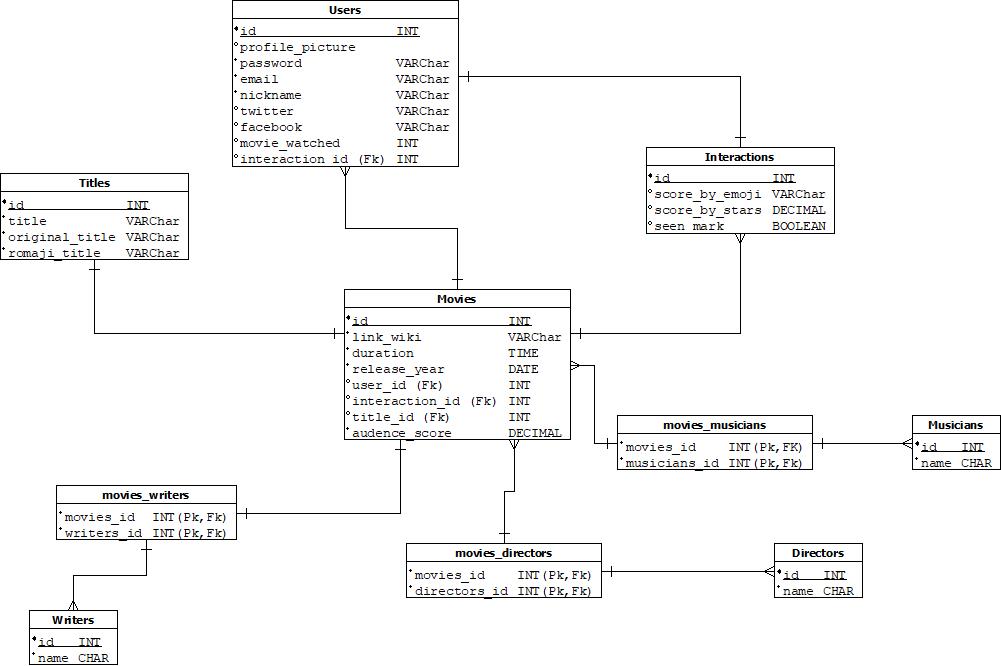 Users
id INT
profile_picture
password VARChar
email VARChar
nickname VARChar
twitter VARChar
facebook VARChar
movie_watched INT
interaction_id (Fk) INT
Interactions
id INT
score_by_emoji VARChar
score_by_stars DECIMAL
seen_mark BOOLEAN
Titles
id INT
title VARChar
original_title VARChar
romaji_title VARChar
Movies
id INT
link_wiki VARChar
duration TIME
release_year DATE
user_id (Fk) INT
interaction_id (Fk) INT
title_id (Fk) INT
audence_score DECIMAL
movies_musicians
movies_id INT(Pk,FK)
musicians_id INT(Pk,Fk)
Musicians
id INT
name CHAR
movies_writers
movies_id INT(Pk,Fk)
writers_id INT(Pk,Fk)
movies_directors
movies_id INT(Pk,Fk)
directors_id INT(Pk,Fk)
Directors
id INT
name CHAR
Writers
id INT
name CHAR